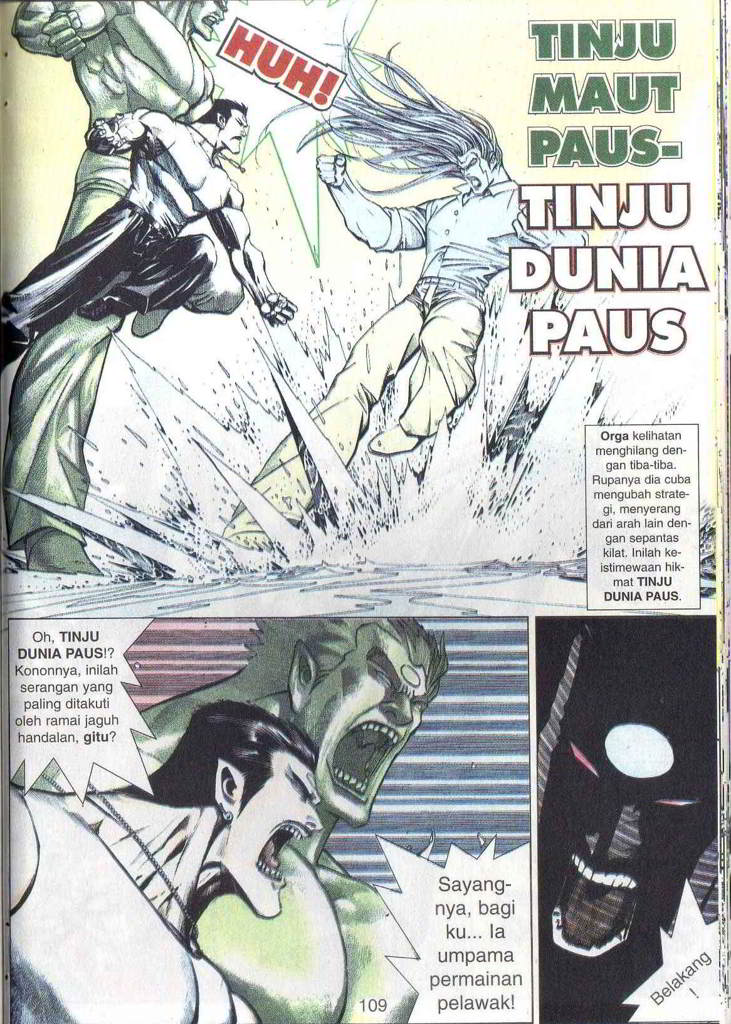 HUH!
TINJU
MAUT
PAUS-
TINJU
DUNIA
PAUS
Orga kelihatan
menghilang den-
gan tiba-tiba.
Rupanya dia cuba
mengubah strate-
gi, menyerang
dari arah lain den-
gan sepantas
kilat. Inilah ke-
istimewaan hik-
mat TINJU
DUNIA PAUS.
Oh, TINJU
DUNIA PAUS!?
Kononnya, inilah
serangan yang
paling ditakuti
oleh ramai jaguh
handalan, gitu?
Sayang-
nya, bagi
ku... Ia
umpama
permainan
pelawak!
Belakang
!
109